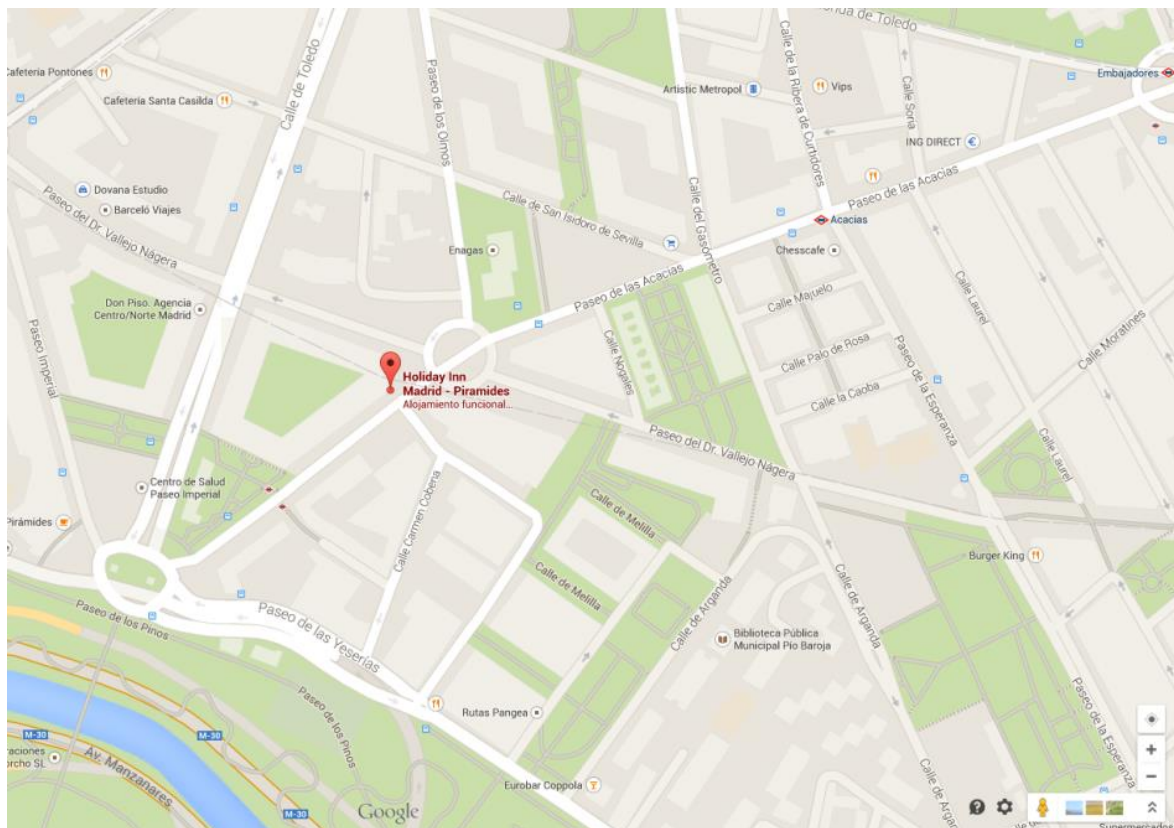 onda de Toledo
Cafetería Pontones
Cafetería Santa Casilda
Calle de Toledo
Paseo de los Olmos
Artistic Metropol
Calle de la Ribera de Curtidores
Vips
Calle Soria
Embajadores
ING DIRECT
Dovana Estudio
Barceló Viajes
Paseo del Dr. Vallejo Nágera
Calle de San Isidoro de Sevilla
Enagas
Calle del Gasómetro
Paseo de las Acacias
Acacias
Chesscafe
Paseo de las Acacias
Calle Majuelo
Calle Laurel
Calle Moratines
Don Piso. Agencia
Centro/Norte Madrid
Paseo Imperial
Calle Nogales
Calle Palo de Rosa
Calle la Caoba
Paseo de la Esperanza
Holiday Inn
Madrid - Piramides
Alojamiento funcional...
Paseo del Dr. Vallejo Nágera
Calle Laurel
Centro de Salud
Paseo Imperial
Pirámides
Calle Carmen Cobeña
Calle de Melilla
Calle de Melilla
Burger King
Calle de Arganda
Calle de Arganda
Paseo de los Pinos
Paseo de las Yeserías
Biblioteca Pública
Municipal Pío Baroja
Paseo de los Pinos
Rutas Pangea
Paseo de la Esperanza
M-30
M-30
raciones
orcho SL
Av. Manzanares
Eurobar Coppola
M-30
Google
Supermercados